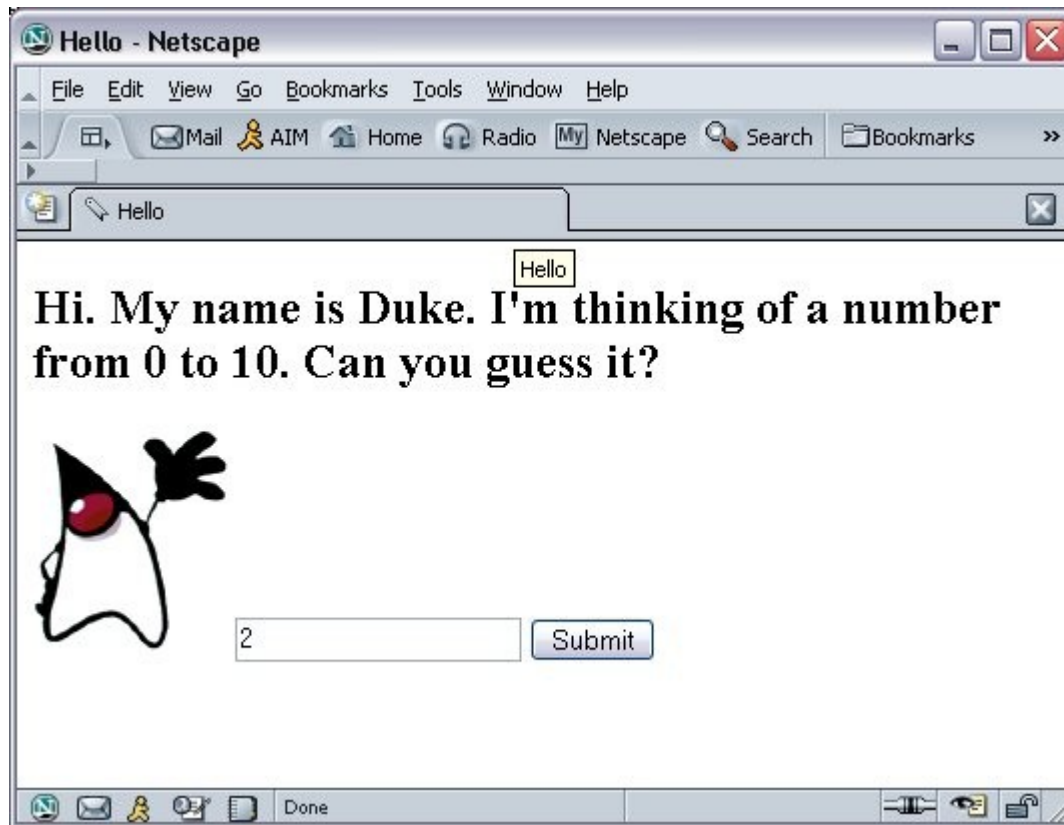 Hello - Netscape
File Edit View Go Bookmarks Tools Window Help
Mail AIM Home Radio My Netscape Search Bookmarks »
Hello
Hello
Hi. My name is Duke. I'm thinking of a number
from 0 to 10. Can you guess it?
2 Submit
Done